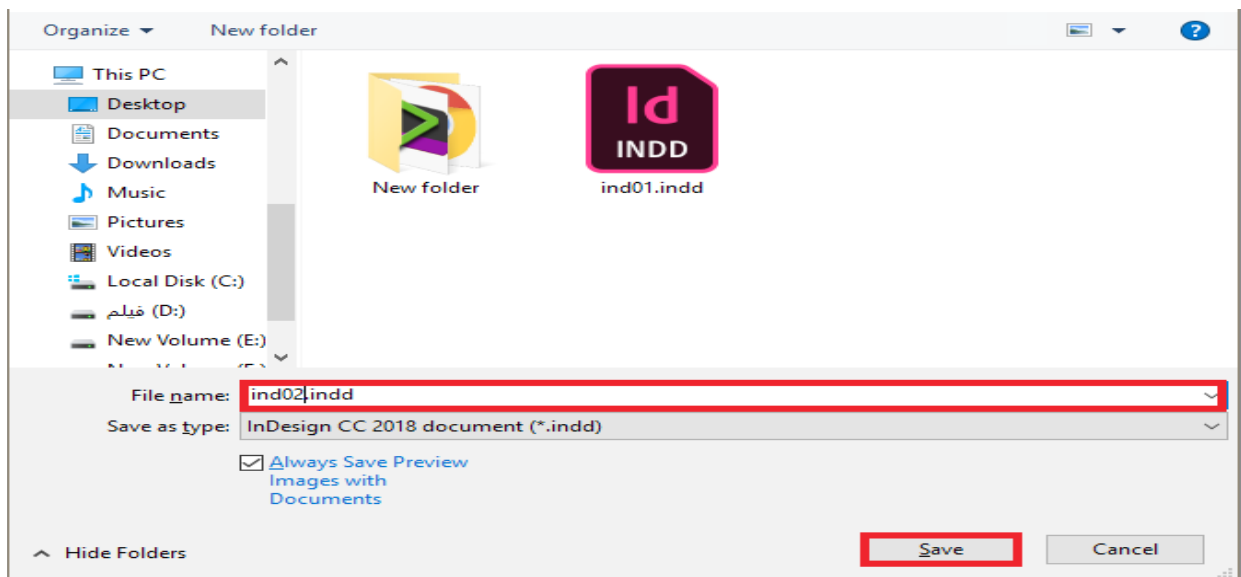 Organize New folder
This PC
Desktop
Documents
Downloads
Music
Pictures
Videos
Local Disk (C:)
فیلم (D:)
New Volume (E:)
Id
INDD
New folder
ind01.indd
File name: ind02.indd
Save as type: InDesign CC 2018 document (*.indd)
Always Save Preview
Images with
Documents
Hide Folders
Save
Cancel